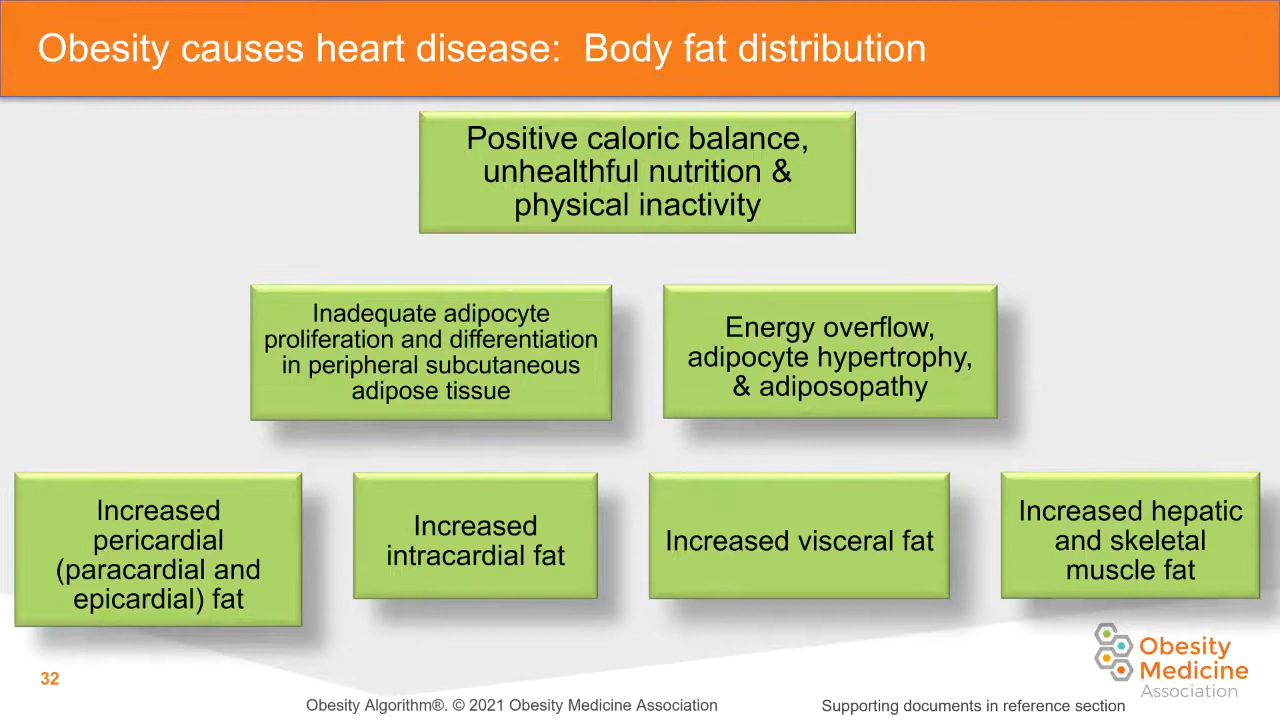 Obesity causes heart disease:  Body fat distribution
Positive caloric balance,
unhealthful nutrition &
physical inactivity
Inadequate adipocyte
proliferation and differentiation
in peripheral subcutaneous
adipose tissue
Energy overflow,
adipocyte hypertrophy,
& adiposopathy
Increased
pericardial
(paracardial and
epicardial) fat
Increased
intracardial fat
Increased visceral fat
Increased hepatic
and skeletal
muscle fat
32
Obesity Algorithm®. © 2021 Obesity Medicine Association
Supporting documents in reference section
Obesity
Medicine
Association